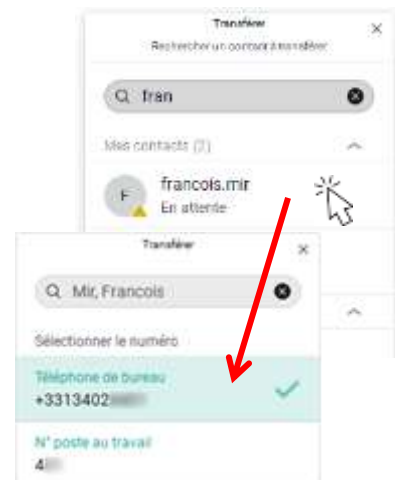 Transférer
Rechercher un contact à transférer
fran
Mes contacts (2)
F
francois.mir
En attente
Transférer
Mir, Francois
Sélectionner le numéro
Téléphone de bureau
+3313402
N° poste au travail
4